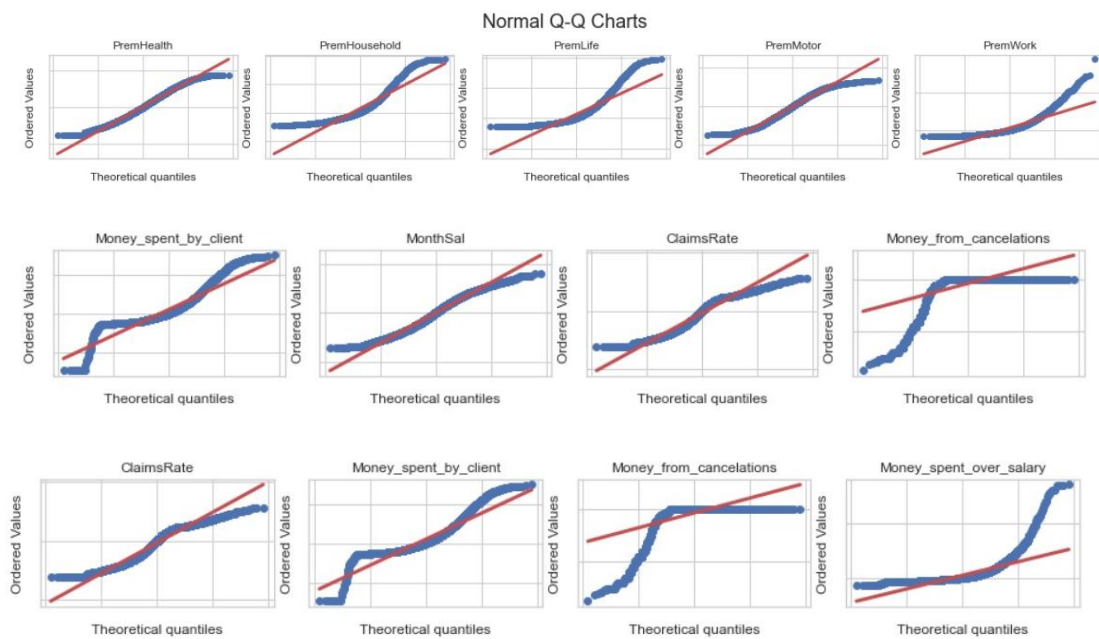 Normal Q-Q Charts
PremHealth PremHousehold PremLife PremMotor PremWork
Ordered Values Ordered Values Ordered Values Ordered Values Ordered Values
Theoretical quantiles Theoretical quantiles Theoretical quantiles Theoretical quantiles Theoretical quantiles
Money_spent_by_client MonthSal ClaimsRate Money_from_cancelations
Ordered Values Ordered Values Ordered Values Ordered Values
Theoretical quantiles Theoretical quantiles Theoretical quantiles Theoretical quantiles
ClaimsRate Money_spent_by_client Money_from_cancelations Money_spent_over_salary
Ordered Values Ordered Values Ordered Values Ordered Values
Theoretical quantiles Theoretical quantiles Theoretical quantiles Theoretical quantiles